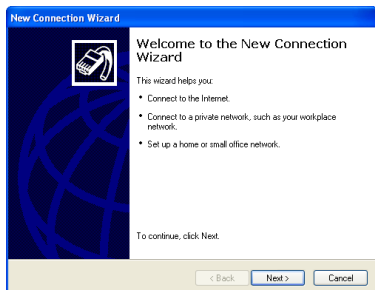 New Connection Wizard
Welcome to the New Connection
Wizard
This wizard helps you:
• Connect to the Internet.
• Connect to a private network, such as your workplace
network.
• Set up a home or small office network.
To continue, click Next.
< Back Next > Cancel